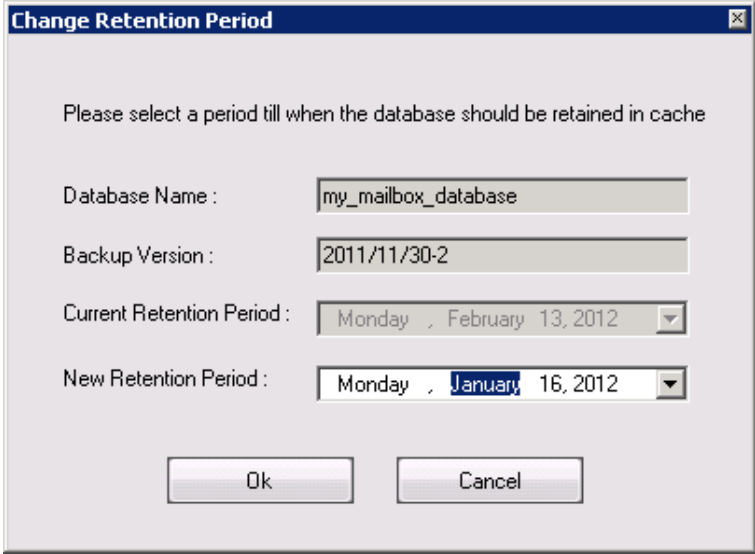 Change Retention Period
Please select a period till when the database should be retained in cache
Database Name : my_mailbox_database
Backup Version : 2011/11/30-2
Current Retention Period : Monday , February 13, 2012
New Retention Period : Monday , January 16, 2012
Ok Cancel